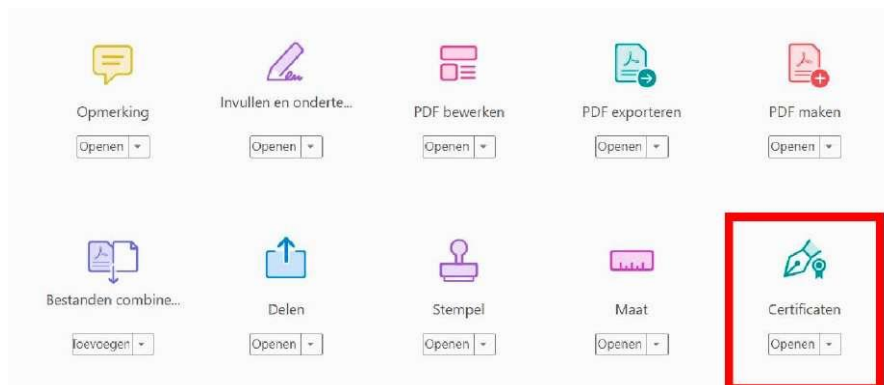 Opmerking
Invullen en onderte...
PDF bewerken
PDF exporteren
PDF maken
Openen
Openen
Openen
Openen
Openen
Bestanden combine...
Delen
Stempel
Maat
Certificaten
Toevoegen
Openen
Openen
Openen
Openen